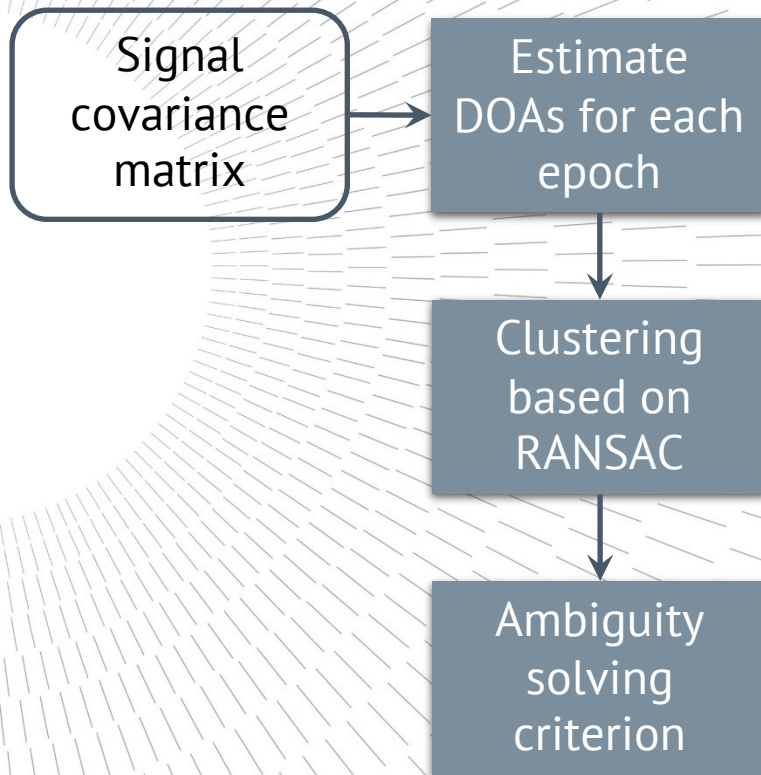 Signal
covariance
matrix
Estimate
DOAs for each
epoch
Clustering
based on
RANSAC
Ambiguity
solving
criterion